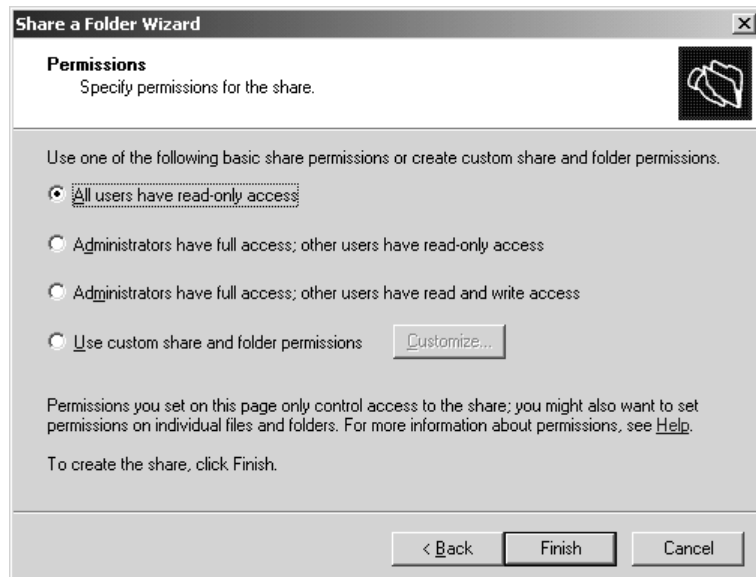 Share a Folder Wizard
Permissions
Specify permissions for the share.
Use one of the following basic share permissions or create custom share and folder permissions.
All users have read-only access
Administrators have full access; other users have read-only access
Administrators have full access; other users have read and write access
Use custom share and folder permissions
Customize...
Permissions you set on this page only control access to the share; you might also want to set
permissions on individual files and folders. For more information about permissions, see Help.
To create the share, click Finish.
< Back
Finish
Cancel